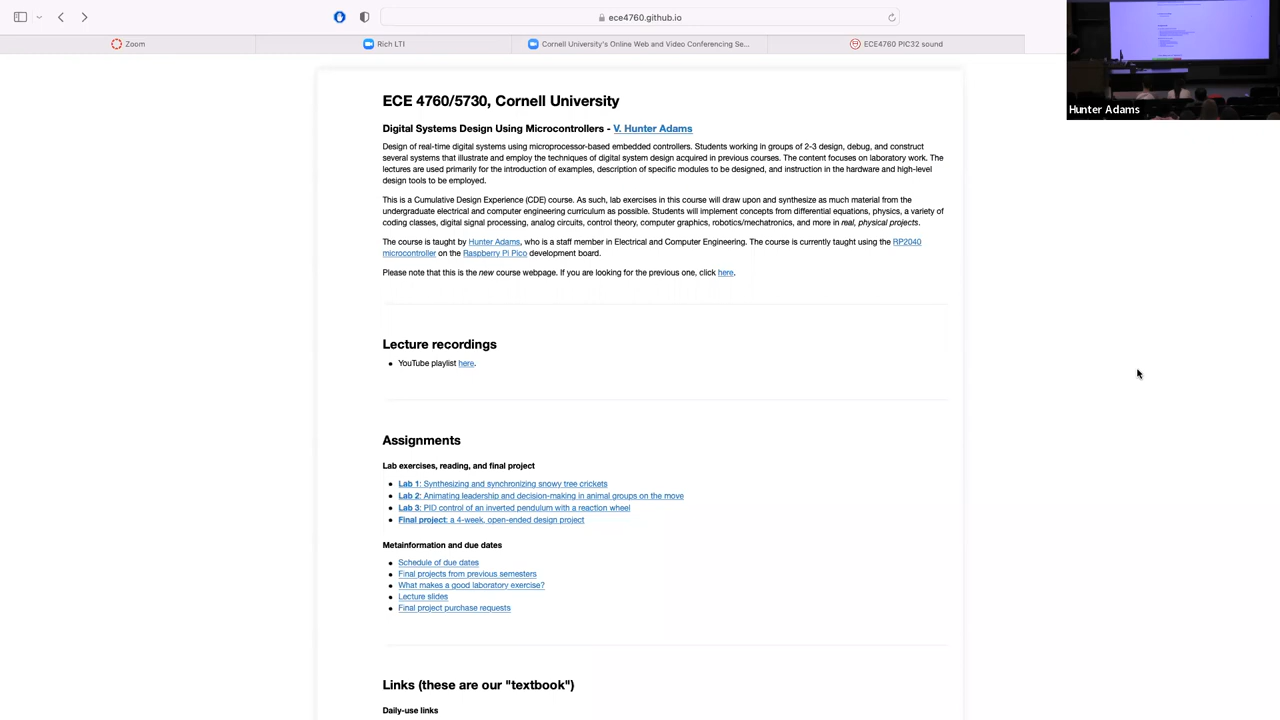 ece4760.github.io
Zoom
Rich LTI
Cornell University's Online Web and Video Conferencing Se...
ECE4760 PIC32 sound
Hunter Adams
ECE 4760/5730, Cornell University
Digital Systems Design Using Microcontrollers - V. Hunter Adams
Design of real-time digital systems using microprocessor-based embedded controllers. Students working in groups of 2-3 design, debug, and construct
several systems that illustrate and employ the techniques of digital system design acquired in previous courses. The content focuses on laboratory work. The
lectures are used primarily for the introduction of examples, description of specific modules to be designed, and instruction in the hardware and high-level
design tools to be employed.
This is a Cumulative Design Experience (CDE) course. As such, lab exercises in this course will draw upon and synthesize as much material from the
undergraduate electrical and computer engineering curriculum as possible. Students will implement concepts from differential equations, physics, a variety of
coding classes, digital signal processing, analog circuits, control theory, computer graphics, robotics/mechatronics, and more in real, physical projects.
The course is taught by Hunter Adams, who is a staff member in Electrical and Computer Engineering. The course is currently taught using the RP2040
microcontroller on the Raspberry Pi Pico development board.
Please note that this is the new course webpage. If you are looking for the previous one, click here.
Lecture recordings
• YouTube playlist here.
Assignments
Lab exercises, reading, and final project
• Lab 1: Synthesizing and synchronizing snowy tree crickets
• Lab 2: Animating leadership and decision-making in animal groups on the move
• Lab 3: PID control of an inverted pendulum with a reaction wheel
• Final project: a 4-week, open-ended design project
Metainformation and due dates
• Schedule of due dates
• Final projects from previous semesters
• What makes a good laboratory exercise?
• Lecture slides
• Final project purchase requests
Links (these are our "textbook")
Daily-use links